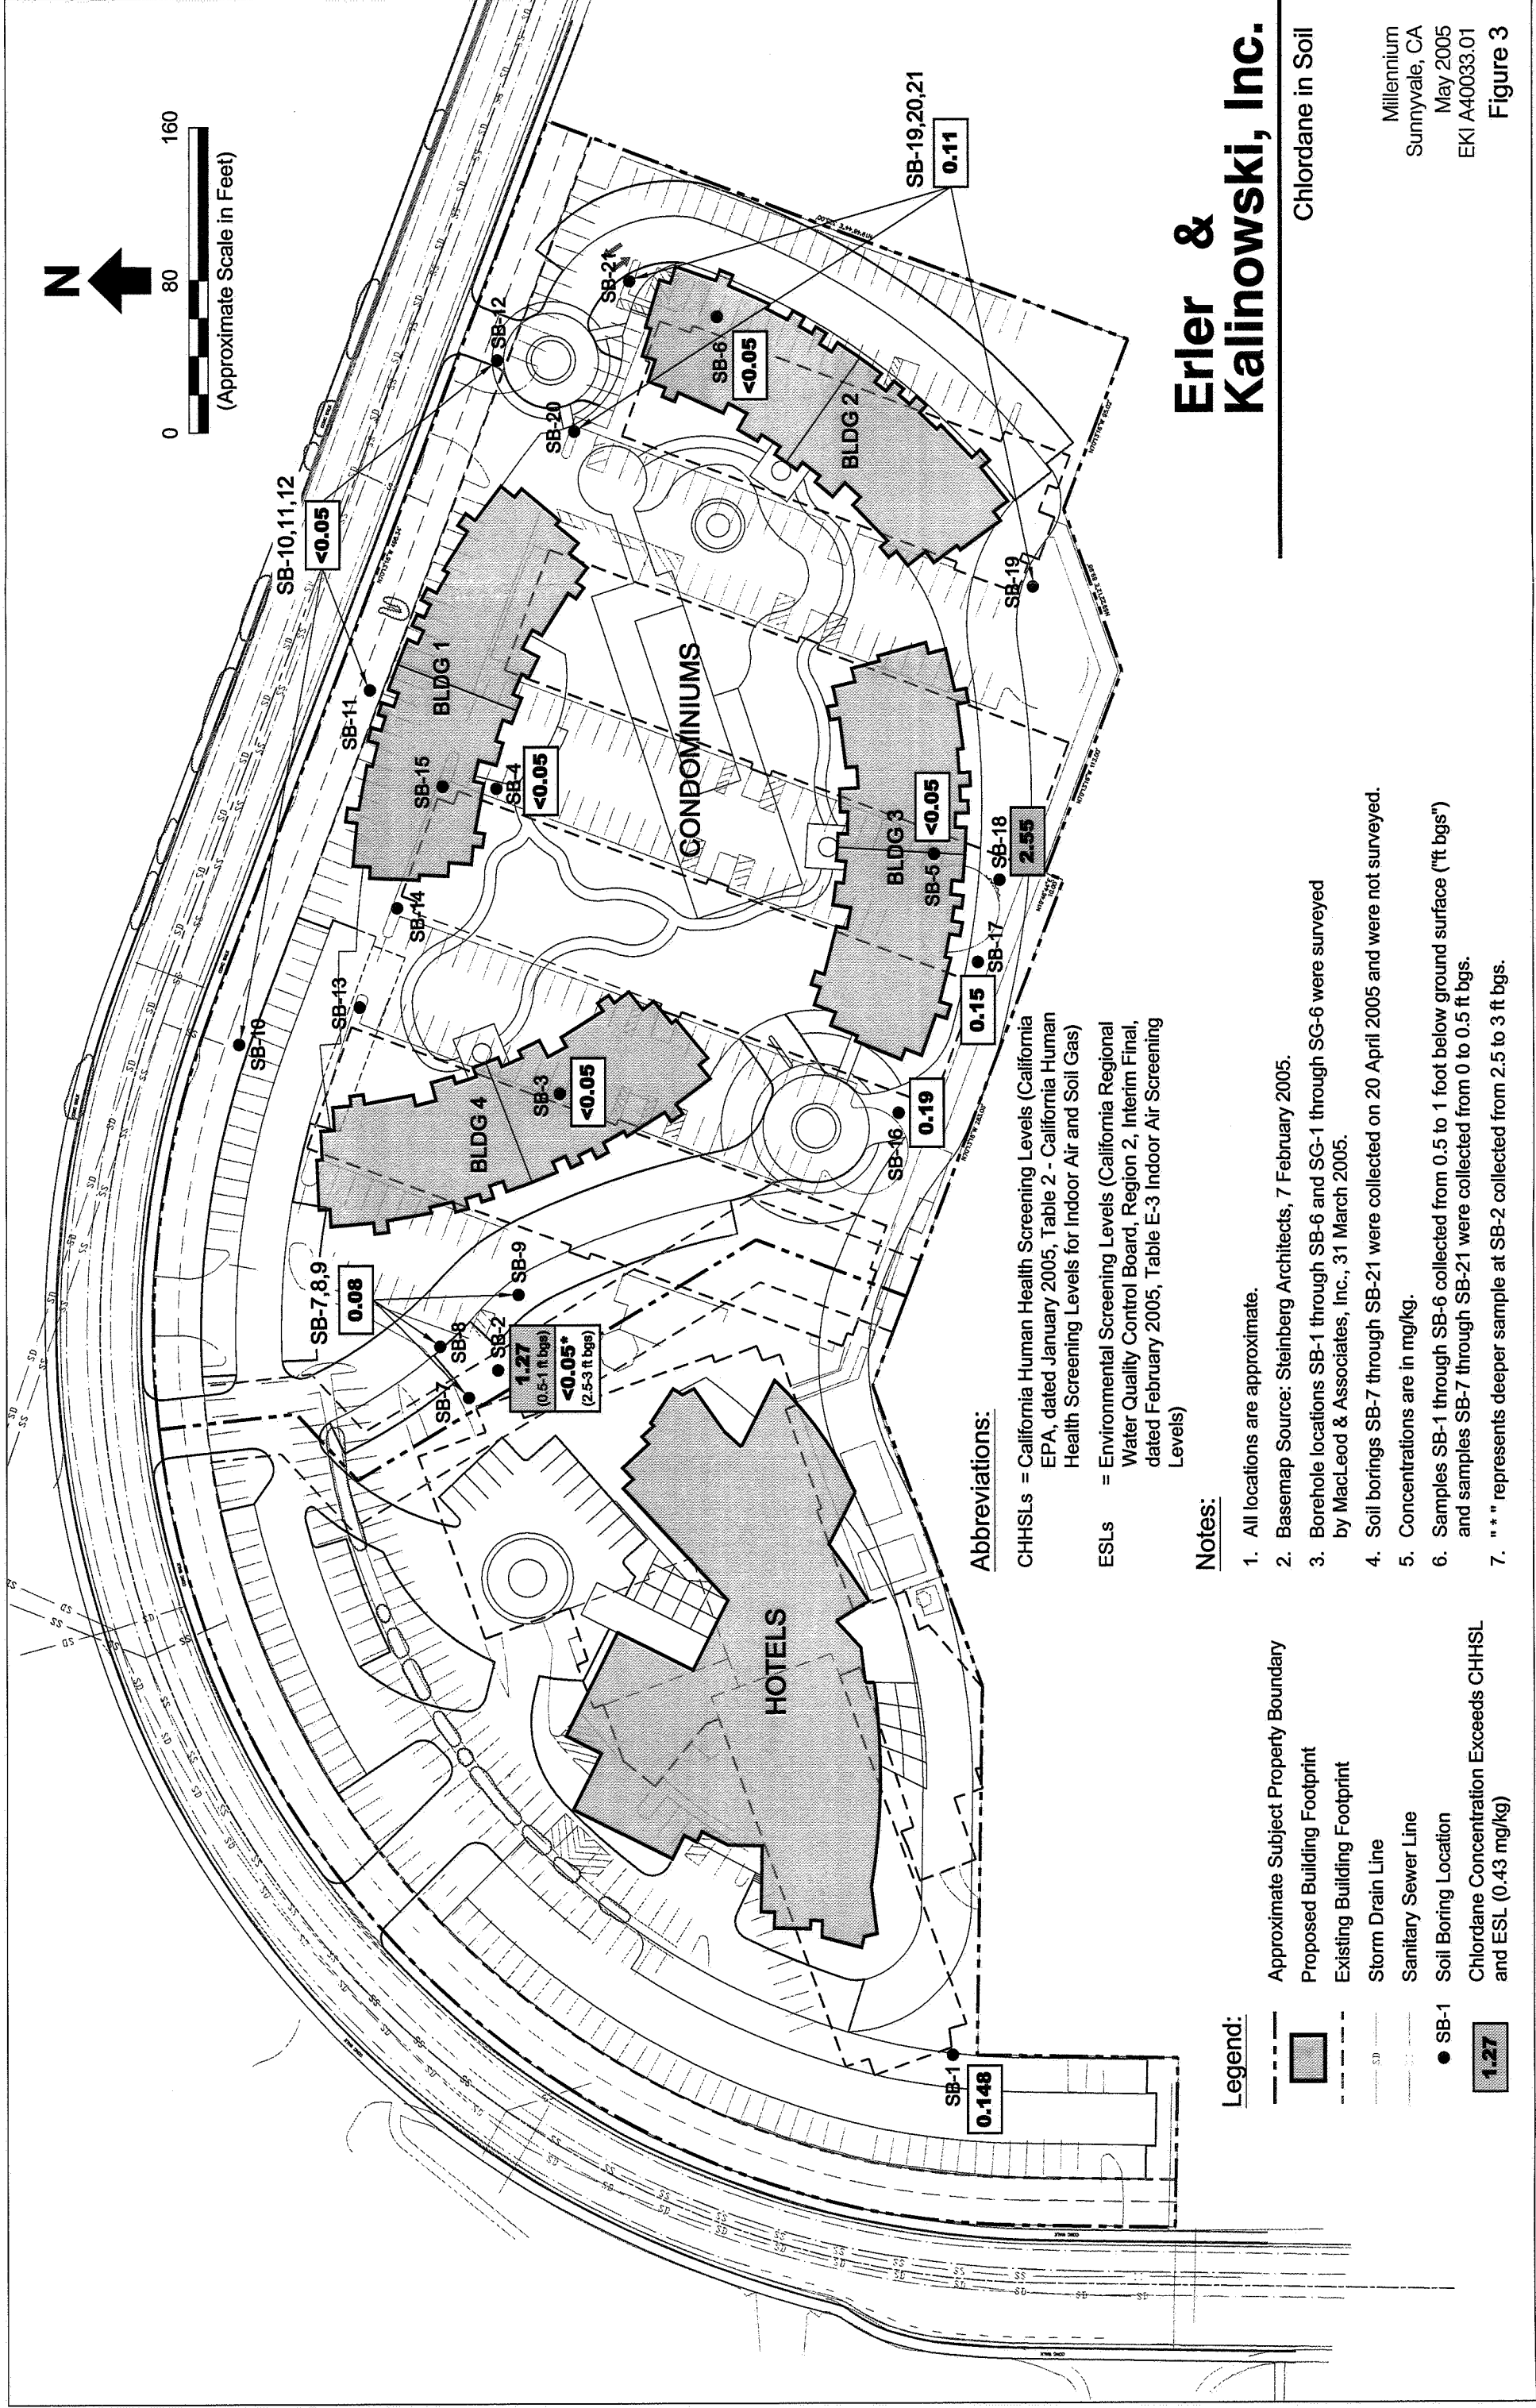 N
0
80
160
(Approximate Scale in Feet)
SB-10,11,12
<0.05
SB-19,20,21
0.11
SB-12
SB-21
SB-20
SB-6
<0.05
BLDG 2
SB-19
SB-11
BLDG 1
SB-15
SB-4
<0.05
SB-14
SB-13
SB-10
CONDOMINIUMS
BLDG 3
<0.05
SB-5
SB-18
2.55
SB-17
0.15
SB-16
0.19
BLDG 4
SB-3
<0.05
SB-7,8,9
0.08
SB-9
SB-8
SB-2
SB-7
1.27
(0.5-1 ft bgs)
<0.05*
(2.5-3 ft bgs)
HOTELS
SB-1
0.148
Legend:
Approximate Subject Property Boundary
Proposed Building Footprint
Existing Building Footprint
SD
Storm Drain Line
Sanitary Sewer Line
SB-1
Soil Boring Location
1.27
Chlordane Concentration Exceeds CHHSL
and ESL (0.43 mg/kg)
Abbreviations:
CHHSLs = California Human Health Screening Levels (California
EPA, dated January 2005, Table 2 - California Human
Health Screening Levels for Indoor Air and Soil Gas)
ESLs = Environmental Screening Levels (California Regional
Water Quality Control Board, Region 2, Interim Final,
dated February 2005, Table E-3 Indoor Air Screening
Levels)
Notes:
1. All locations are approximate.
2. Basemap Source: Steinberg Architects, 7 February 2005.
3. Borehole locations SB-1 through SB-6 and SG-1 through SG-6 were surveyed
by MacLeod & Associates, Inc., 31 March 2005.
4. Soil borings SB-7 through SB-21 were collected on 20 April 2005 and were not surveyed.
5. Concentrations are in mg/kg.
6. Samples SB-1 through SB-6 collected from 0.5 to 1 foot below ground surface ("ft bgs")
and samples SB-7 through SB-21 were collected from 0 to 0.5 ft bgs.
7. " * " represents deeper sample at SB-2 collected from 2.5 to 3 ft bgs.
Erler &
Kalinowski, Inc.
Chlordane in Soil
Millennium
Sunnyvale, CA
May 2005
EKI A40033.01
Figure 3